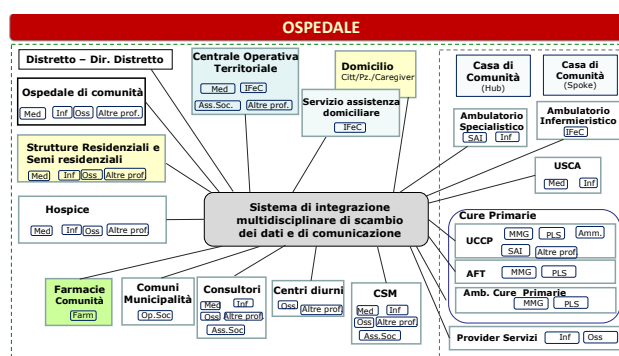 OSPEDALE
Distretto – Dir. Distretto
Ospedale di comunità
Med Inf Oss Altre prof.
Strutture Residenziali e
Semi residenziali
Med Inf Oss Altre prof.
Hospice
Med Inf Oss Altre prof.
Centrale Operativa
Territoriale
Med IFeC
Ass.Soc. Altre prof.
Domicilio
Citt/Pz./Caregiver
Servizio assistenza
domiciliare
IFeC
Casa di
Comunità
(Hub)
Casa di
Comunità
(Spoke)
Ambulatorio
Specialistico
SAI Inf
Ambulatorio
Infermieristico
IFeC
USCA
Med Inf
Sistema di integrazione
multidisciplinare di scambio
dei dati e di comunicazione
Cure Primarie
UCCP MMG PLS Amm.
SAI Altre prof.
AFT MMG PLS
Amb. Cure Primarie
MMG PLS
Provider Servizi Inf Oss
Farmacie
Comunità
Farm
Comuni
Municipalità
Op.Soc
Consultori
Med Inf
Oss Altre prof.
Ass.Soc
Centri diurni
Oss Altre prof.
CSM
Med Inf
Oss Altre prof.
Ass.Soc